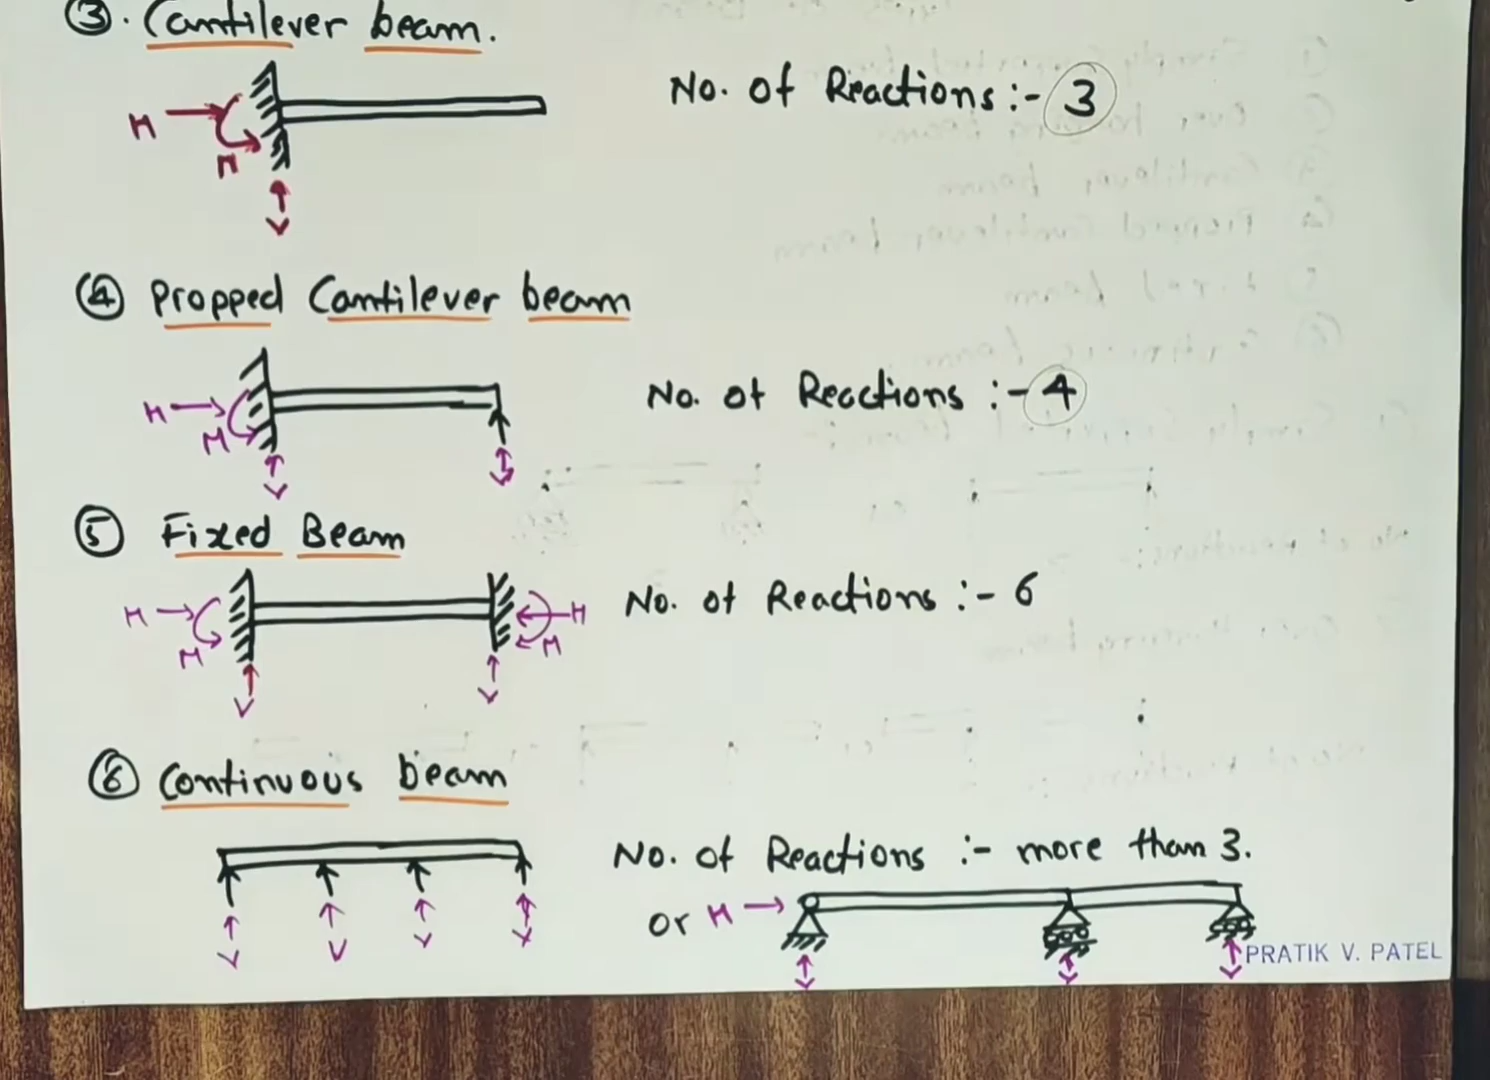 ③. Cantilever beam.
No. of Reactions :- 3
H
M
V
④ Propped Cantilever beam
No. of Reactions :- 4
H
M
V V
⑤ Fixed Beam
No. of Reactions :- 6
H H
M M
V V
⑥ Continuous beam
No. of Reactions :- more than 3.
or H
V V V V
V V V
PRATIK V. PATEL